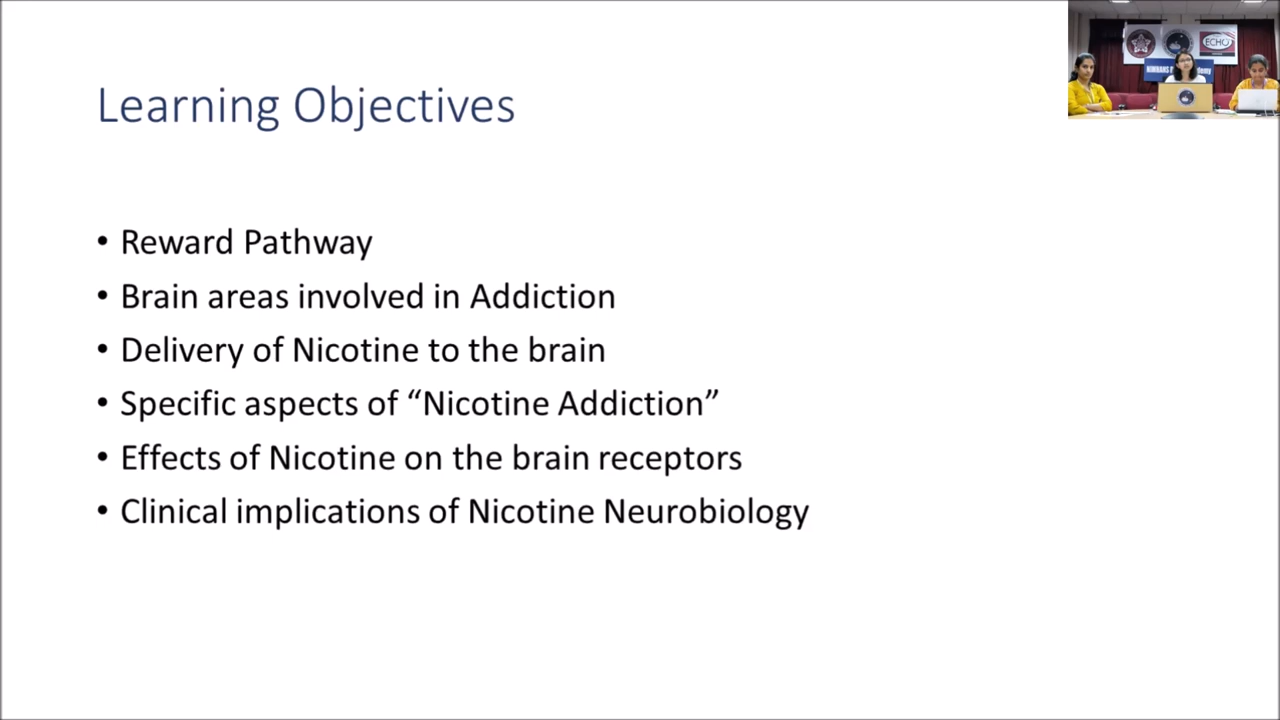 Learning Objectives
• Reward Pathway
• Brain areas involved in Addiction
• Delivery of Nicotine to the brain
• Specific aspects of “Nicotine Addiction”
• Effects of Nicotine on the brain receptors
• Clinical implications of Nicotine Neurobiology
ECHO
NIMHANS